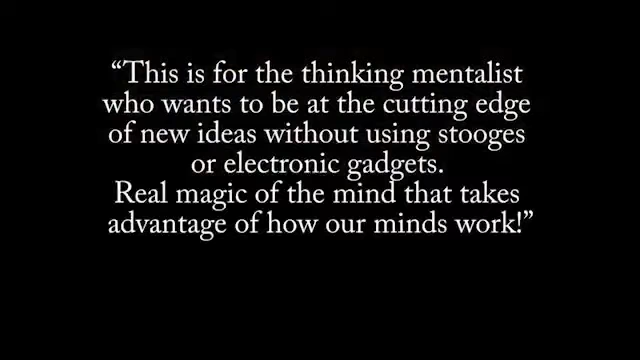 “This is for the thinking mentalist
who wants to be at the cutting edge
of new ideas without using stooges
or electronic gadgets.
Real magic of the mind that takes
advantage of how our minds work!”